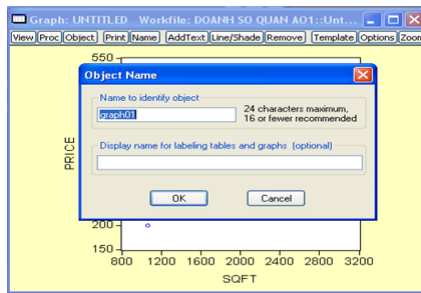 Graph: UNTITLED Workfile: DOANH SO QUAN AO1::Unt...
View Proc Object Print Name AddText Line/Shade Remove Template Options Zoom
550
Object Name
Name to identify object
graph01
24 characters maximum,
16 or fewer recommended
Display name for labeling tables and graphs (optional)
OK Cancel
PRICE
200
150
800 1200 1600 2000 2400 2800 3200
SQFT